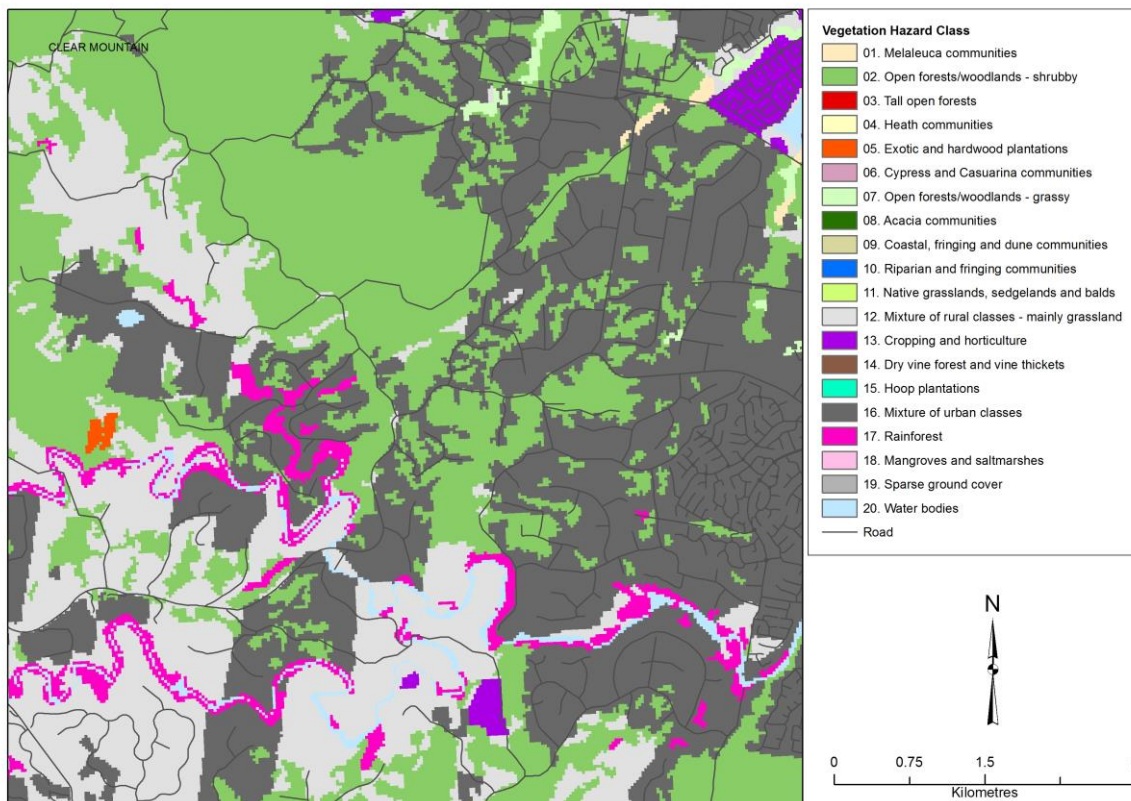 CLEAR MOUNTAIN
Vegetation Hazard Class
01. Melaleuca communities
02. Open forests/woodlands - shrubby
03. Tall open forests
04. Heath communities
05. Exotic and hardwood plantations
06. Cypress and Casuarina communities
07. Open forests/woodlands - grassy
08. Acacia communities
09. Coastal, fringing and dune communities
10. Riparian and fringing communities
11. Native grasslands, sedgelands and balds
12. Mixture of rural classes - mainly grassland
13. Cropping and horticulture
14. Dry vine forest and vine thickets
15. Hoop plantations
16. Mixture of urban classes
17. Rainforest
18. Mangroves and saltmarshes
19. Sparse ground cover
20. Water bodies
Road
N
0 0.75 1.5
Kilometres